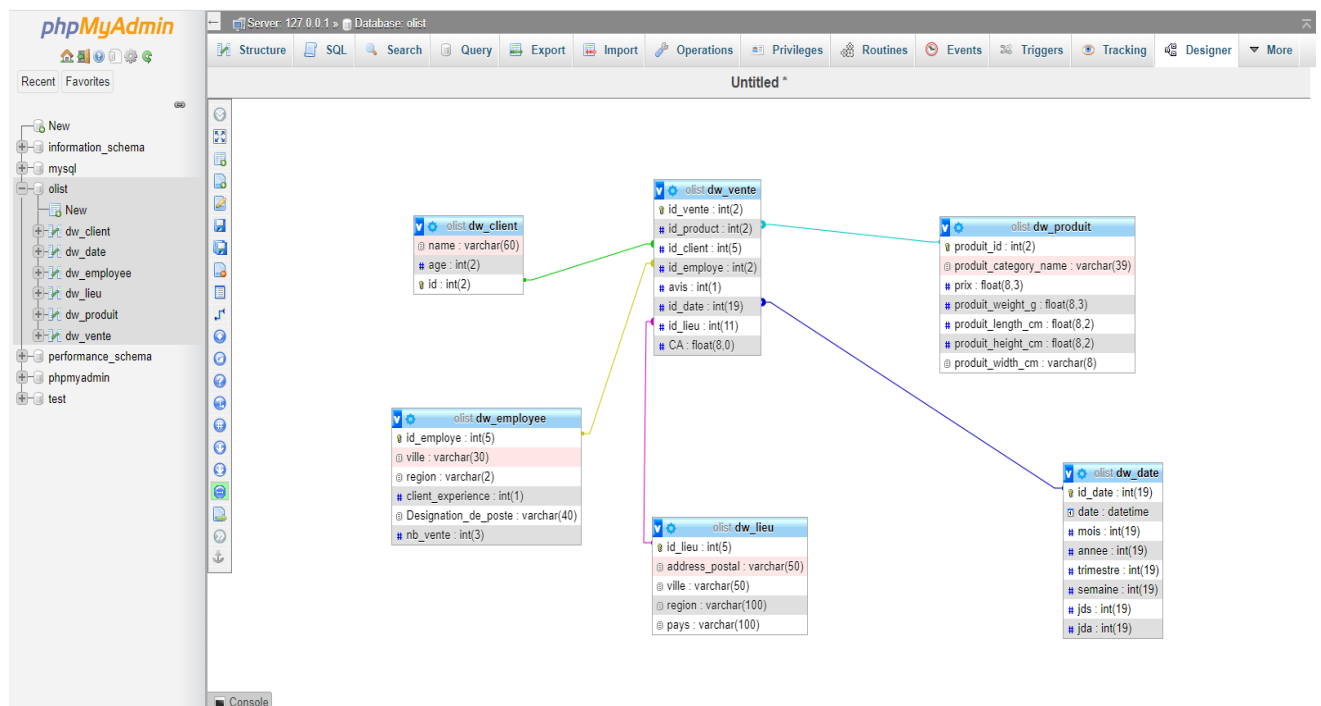 phpMyAdmin
Recent Favorites
New
information_schema
mysql
olist
New
dw_client
dw_date
dw_employee
dw_lieu
dw_produit
dw_vente
performance_schema
phpmyadmin
test
Server: 127.0.0.1 » Database: olist
Structure SQL Search Query Export Import Operations Privileges Routines Events Triggers Tracking Designer More
Untitled *
olist dw_client
name : varchar(60)
age : int(2)
id : int(2)
olist dw_vente
id_vente : int(2)
id_product : int(2)
id_client : int(5)
id_employe : int(2)
avis : int(1)
id_date : int(19)
id_lieu : int(11)
CA : float(8,0)
olist dw_produit
produit_id : int(2)
produit_category_name : varchar(39)
prix : float(8,3)
produit_weight_g : float(8,3)
produit_length_cm : float(8,2)
produit_height_cm : float(8,2)
produit_width_cm : varchar(8)
olist dw_employee
id_employe : int(5)
ville : varchar(30)
region : varchar(2)
client_experience : int(1)
Designation_de_poste : varchar(40)
nb_vente : int(3)
olist dw_lieu
id_lieu : int(5)
address_postal : varchar(50)
ville : varchar(50)
region : varchar(100)
pays : varchar(100)
olist dw_date
id_date : int(19)
date : datetime
mois : int(19)
annee : int(19)
trimestre : int(19)
semaine : int(19)
jds : int(19)
jda : int(19)
Console